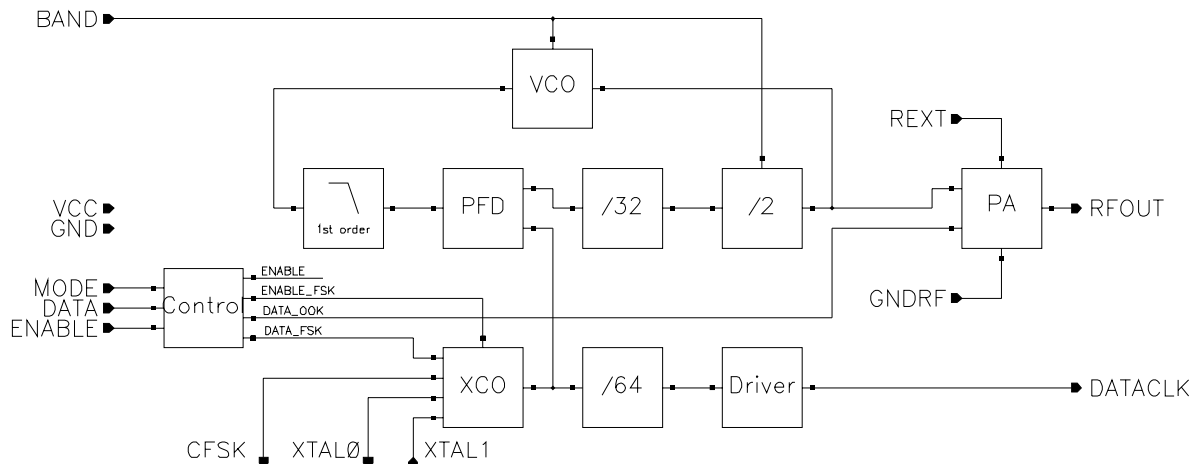 BAND
VCO
REXT
1st order
PFD
/32
/2
PA
RFOUT
VCC
GND
MODE
DATA
ENABLE
Control
ENABLE
ENABLE_FSK
DATA_OOK
DATA_FSK
GNDRF
XCO
/64
Driver
DATACLK
CFSK
XTALØ
XTAL1